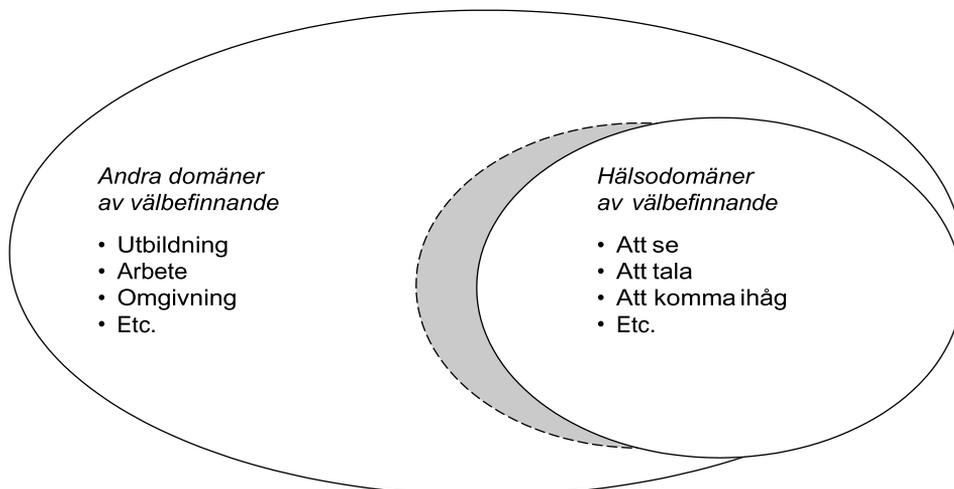 Andra domäner
av välbefinnande
• Utbildning
• Arbete
• Omgivning
• Etc.
Hälsodomäner
av välbefinnande
• Att se
• Att tala
• Att komma ihåg
• Etc.